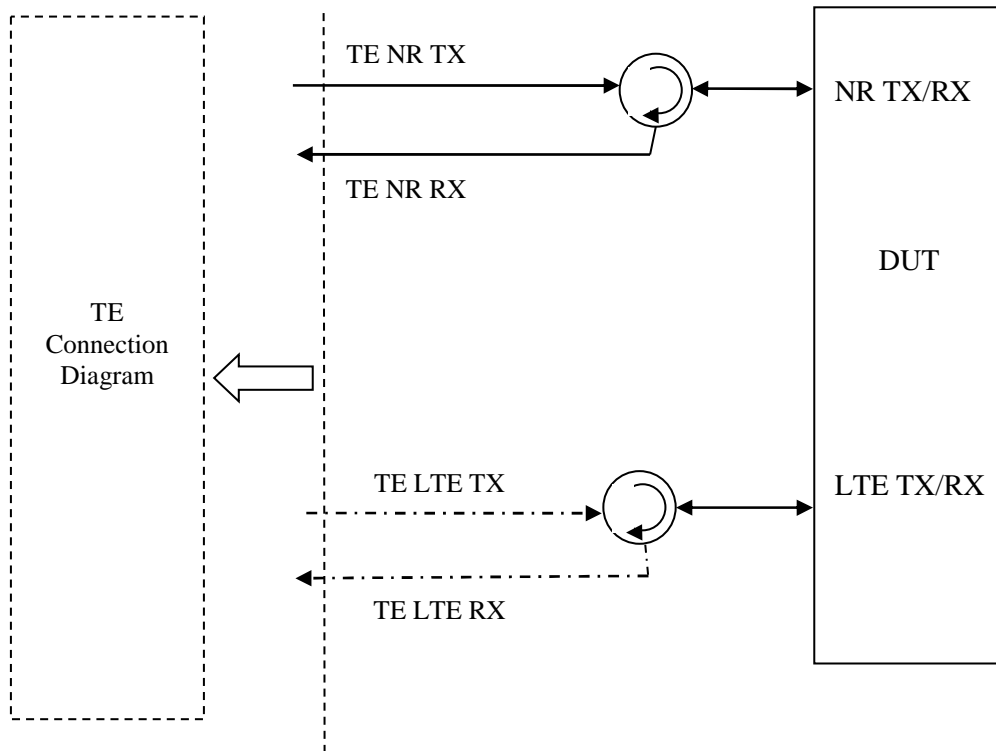 TE NR TX
NR TX/RX
TE NR RX
DUT
TE
Connection
Diagram
TE LTE TX
LTE TX/RX
TE LTE RX